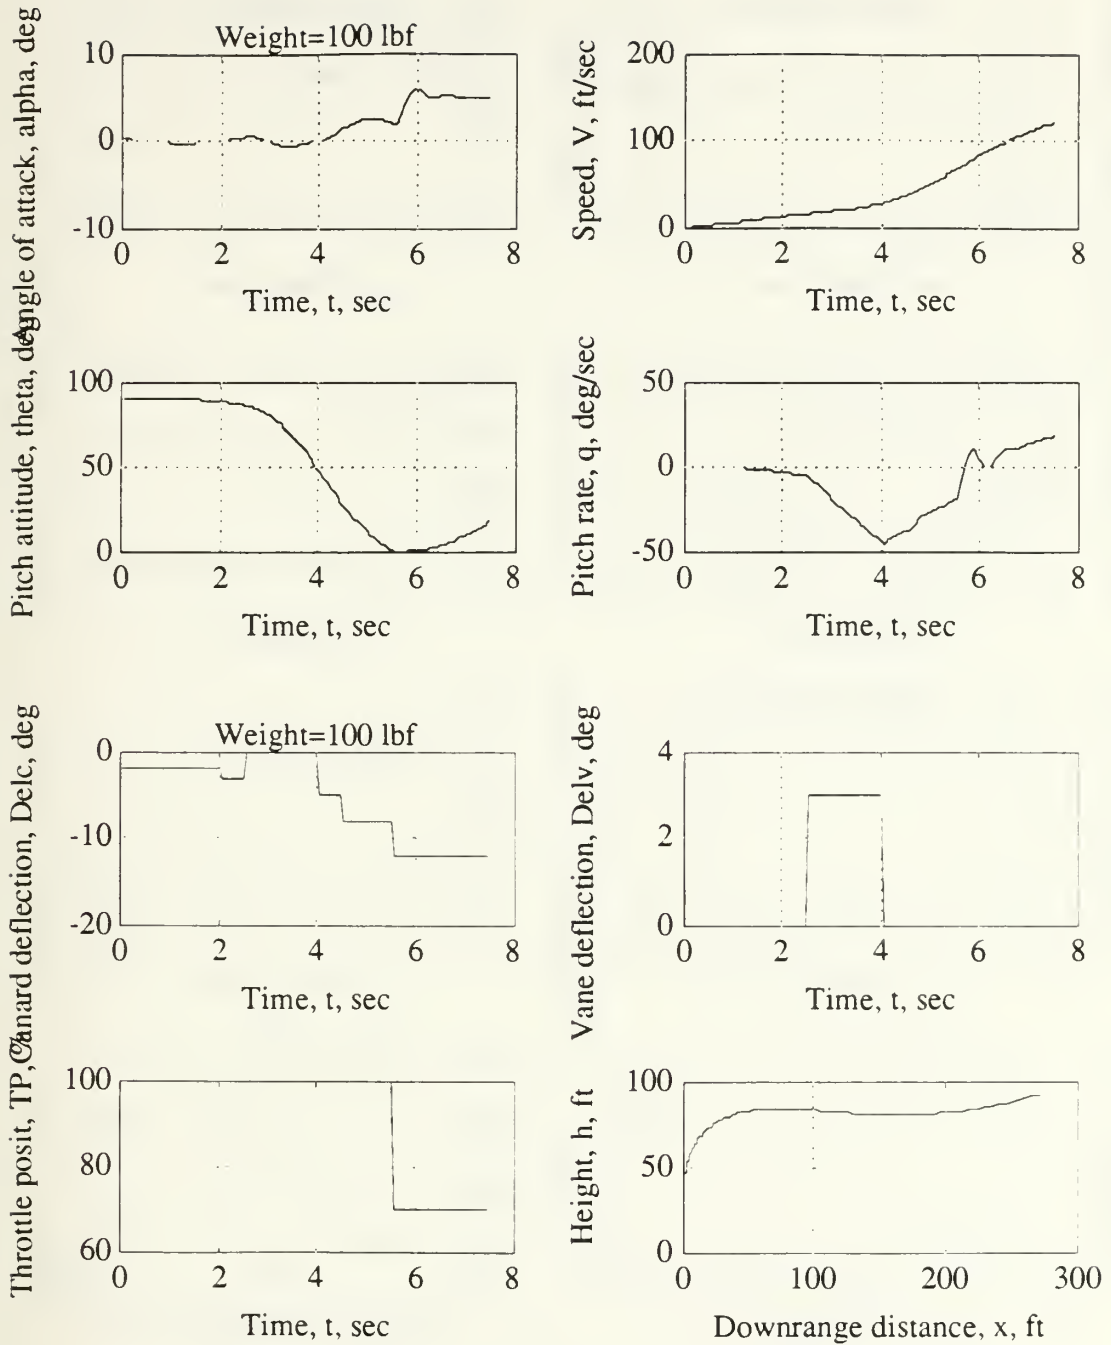 Weight=100 lbf
Angle of attack, alpha, deg
10
0
-10
0 2 4 6 8
Time, t, sec
Speed, V, ft/sec
200
100
0
0 2 4 6 8
Time, t, sec
Pitch attitude, theta, deg
100
50
0
0 2 4 6 8
Time, t, sec
Pitch rate, q, deg/sec
50
0
-50
0 2 4 6 8
Time, t, sec
Weight=100 lbf
Canard deflection, Delc, deg
0
-10
-20
0 2 4 6 8
Time, t, sec
Vane deflection, Delv, deg
4
2
0
0 2 4 6 8
Time, t, sec
Throttle posit, TP, %
100
80
60
0 2 4 6 8
Time, t, sec
Height, h, ft
100
50
0
0 100 200 300
Downrange distance, x, ft